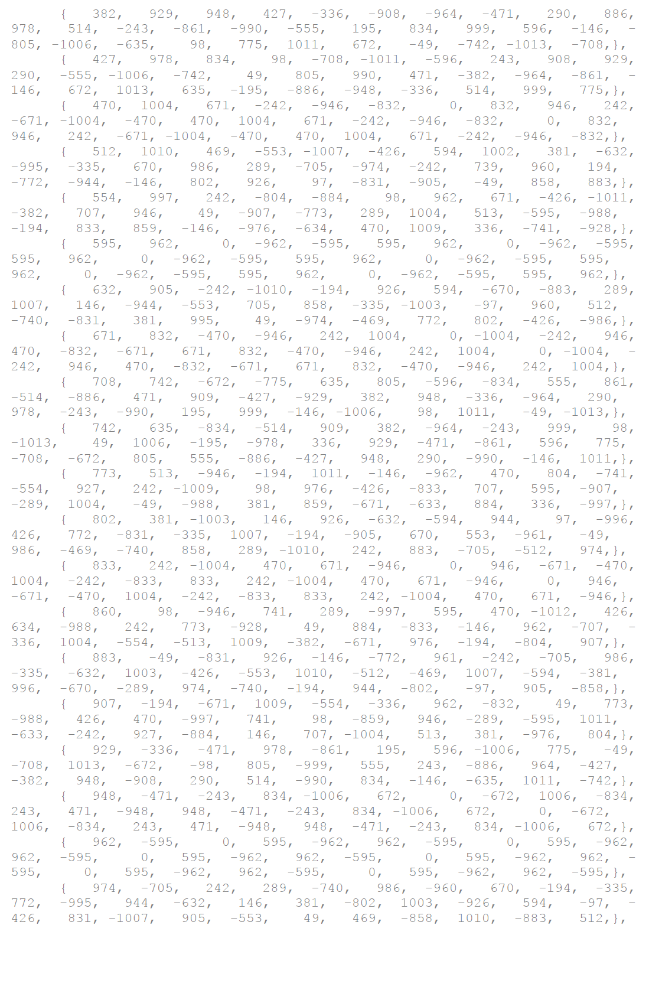 {   382,   929,   948,   427,  -336,  -908,  -964,  -471,   290,   886,
978,   514,  -243,  -861,  -990,  -555,   195,   834,   999,   596,  -146,  -
805, -1006,  -635,    98,   775,  1011,   672,   -49,  -742, -1013,  -708,},
{   427,   978,   834,    98,  -708, -1011,  -596,   243,   908,   929,
290,  -555, -1006,  -742,    49,   805,   990,   471,  -382,  -964,  -861,  -
146,   672,  1013,   635,  -195,  -886,  -948,  -336,   514,   999,   775,},
{   470,  1004,   671,  -242,  -946,  -832,     0,   832,   946,   242,
-671, -1004,  -470,   470,  1004,   671,  -242,  -946,  -832,     0,   832,
946,   242,  -671, -1004,  -470,   470,  1004,   671,  -242,  -946,  -832,},
{   512,  1010,   469,  -553, -1007,  -426,   594,  1002,   381,  -632,
-995,  -335,   670,   986,   289,  -705,  -974,  -242,   739,   960,   194,
-772,  -944,  -146,   802,   926,    97,  -831,  -905,   -49,   858,   883,},
{   554,   997,   242,  -804,  -884,    98,   962,   671,  -426, -1011,
-382,   707,   946,    49,  -907,  -773,   289,  1004,   513,  -595,  -988,
-194,   833,   859,  -146,  -976,  -634,   470,  1009,   336,  -741,  -928,},
{   595,   962,     0,  -962,  -595,   595,   962,     0,  -962,  -595,
595,   962,     0,  -962,  -595,   595,   962,     0,  -962,  -595,   595,
962,     0,  -962,  -595,   595,   962,     0,  -962,  -595,   595,   962,},
{   632,   905,  -242, -1010,  -194,   926,   594,  -670,  -883,   289,
1007,   146,  -944,  -553,   705,   858,  -335, -1003,   -97,   960,   512,
-740,  -831,   381,   995,    49,  -974,  -469,   772,   802,  -426,  -986,},
{   671,   832,  -470,  -946,   242,  1004,     0, -1004,  -242,   946,
470,  -832,  -671,   671,   832,  -470,  -946,   242,  1004,     0, -1004,  -
242,   946,   470,  -832,  -671,   671,   832,  -470,  -946,   242,  1004,},
{   708,   742,  -672,  -775,   635,   805,  -596,  -834,   555,   861,
-514,  -886,   471,   909,  -427,  -929,   382,   948,  -336,  -964,   290,
978,  -243,  -990,   195,   999,  -146, -1006,    98,  1011,   -49, -1013,},
{   742,   635,  -834,  -514,   909,   382,  -964,  -243,   999,    98,
-1013,    49,  1006,  -195,  -978,   336,   929,  -471,  -861,   596,   775,
-708,  -672,   805,   555,  -886,  -427,   948,   290,  -990,  -146,  1011,},
{   773,   513,  -946,  -194,  1011,  -146,  -962,   470,   804,  -741,
-554,   927,   242, -1009,    98,   976,  -426,  -833,   707,   595,  -907,
-289,  1004,   -49,  -988,   381,   859,  -671,  -633,   884,   336,  -997,},
{   802,   381, -1003,   146,   926,  -632,  -594,   944,    97,  -996,
426,   772,  -831,  -335,  1007,  -194,  -905,   670,   553,  -961,   -49,
986,  -469,  -740,   858,   289, -1010,   242,   883,  -705,  -512,   974,},
{   833,   242, -1004,   470,   671,  -946,     0,   946,  -671,  -470,
1004,  -242,  -833,   833,   242, -1004,   470,   671,  -946,     0,   946,
-671,  -470,  1004,  -242,  -833,   833,   242, -1004,   470,   671,  -946,},
{   860,    98,  -946,   741,   289,  -997,   595,   470, -1012,   426,
634,  -988,   242,   773,  -928,    49,   884,  -833,  -146,   962,  -707,  -
336,  1004,  -554,  -513,  1009,  -382,  -671,   976,  -194,  -804,   907,},
{   883,   -49,  -831,   926,  -146,  -772,   961,  -242,  -705,   986,
-335,  -632,  1003,  -426,  -553,  1010,  -512,  -469,  1007,  -594,  -381,
996,  -670,  -289,   974,  -740,  -194,   944,  -802,   -97,   905,  -858,},
{   907,  -194,  -671,  1009,  -554,  -336,   962,  -832,    49,   773,
-988,   426,   470,  -997,   741,    98,  -859,   946,  -289,  -595,  1011,
-633,  -242,   927,  -884,   146,   707, -1004,   513,   381,  -976,   804,},
{   929,  -336,  -471,   978,  -861,   195,   596, -1006,   775,   -49,
-708,  1013,  -672,   -98,   805,  -999,   555,   243,  -886,   964,  -427,
-382,   948,  -908,   290,   514,  -990,   834,  -146,  -635,  1011,  -742,},
{   948,  -471,  -243,   834, -1006,   672,     0,  -672,  1006,  -834,
243,   471,  -948,   948,  -471,  -243,   834, -1006,   672,     0,  -672,
1006,  -834,   243,   471,  -948,   948,  -471,  -243,   834, -1006,   672,},
{   962,  -595,     0,   595,  -962,   962,  -595,     0,   595,  -962,
962,  -595,     0,   595,  -962,   962,  -595,     0,   595,  -962,   962,  -
595,     0,   595,  -962,   962,  -595,     0,   595,  -962,   962,  -595,},
{   974,  -705,   242,   289,  -740,   986,  -960,   670,  -194,  -335,
772,  -995,   944,  -632,   146,   381,  -802,  1003,  -926,   594,   -97,  -
426,   831, -1007,   905,  -553,    49,   469,  -858,  1010,  -883,   512,},